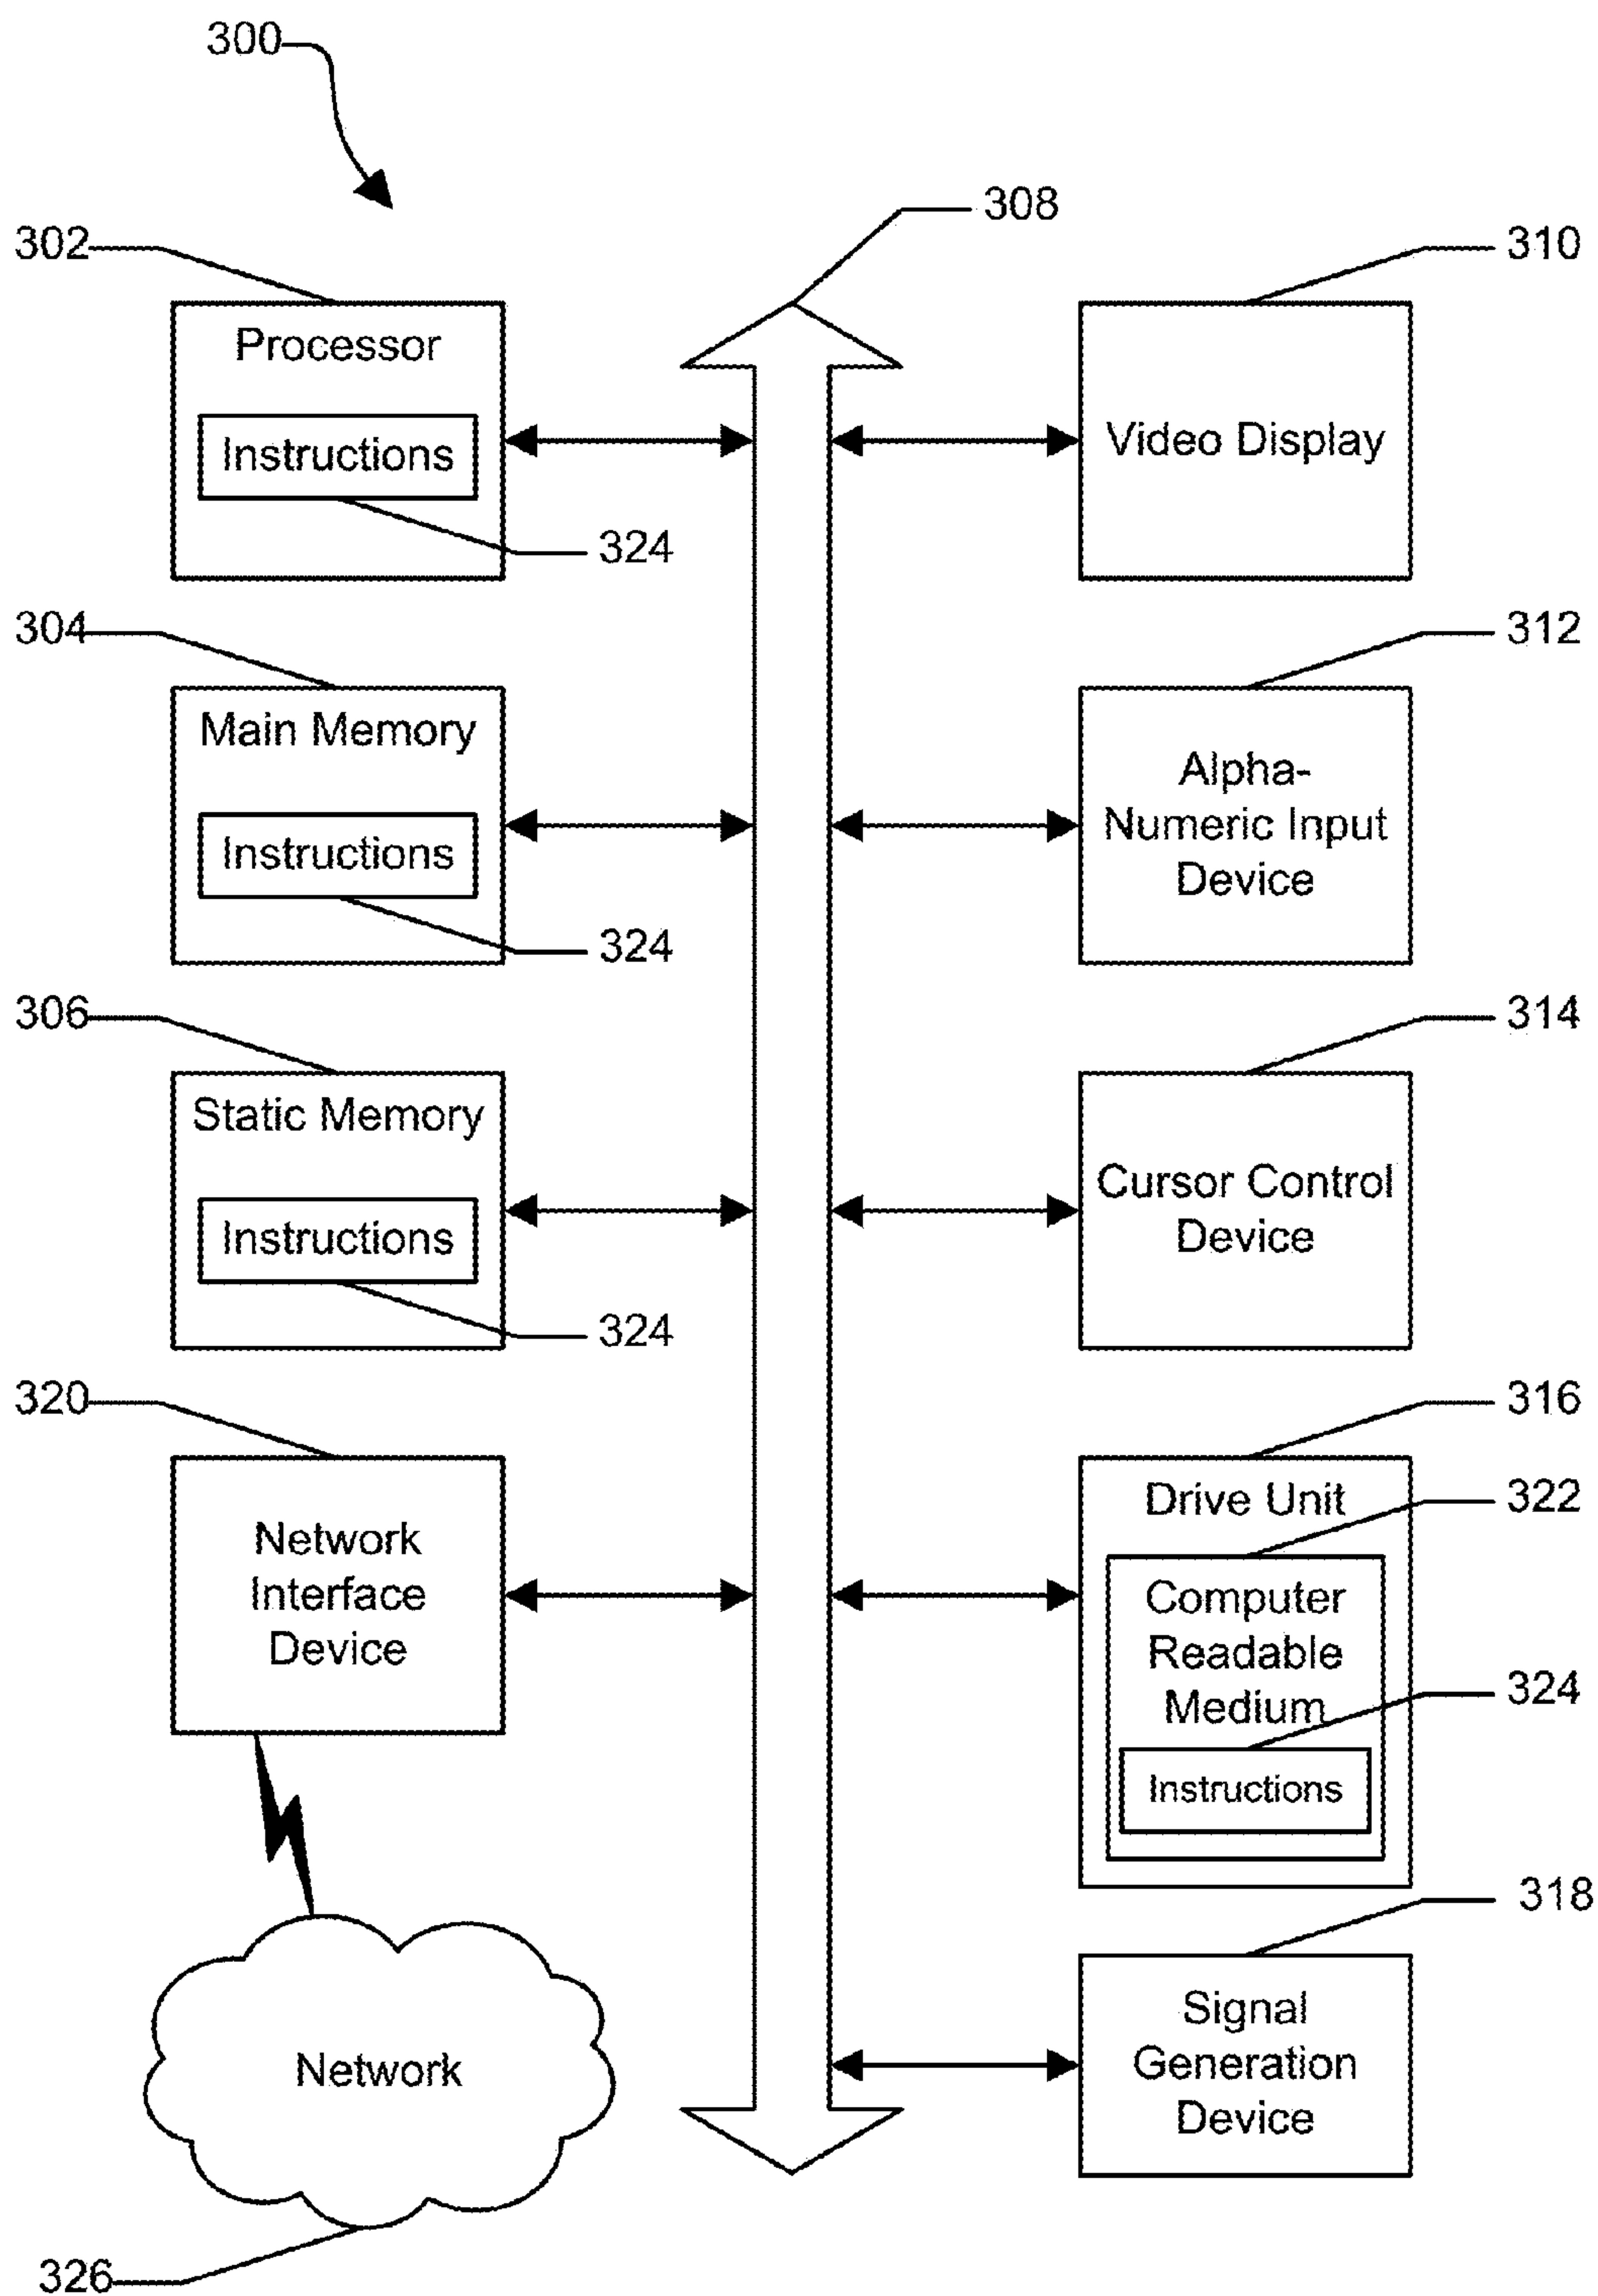 300
308
302
310
Processor
Instructions
324
Video Display
304
312
Main Memory
Instructions
324
Alpha-
Numeric Input
Device
306
314
Static Memory
Instructions
324
Cursor Control
Device
320
316
Network
Interface
Device
Drive Unit
322
Computer
Readable
Medium
324
Instructions
318
Signal
Generation
Device
Network
326